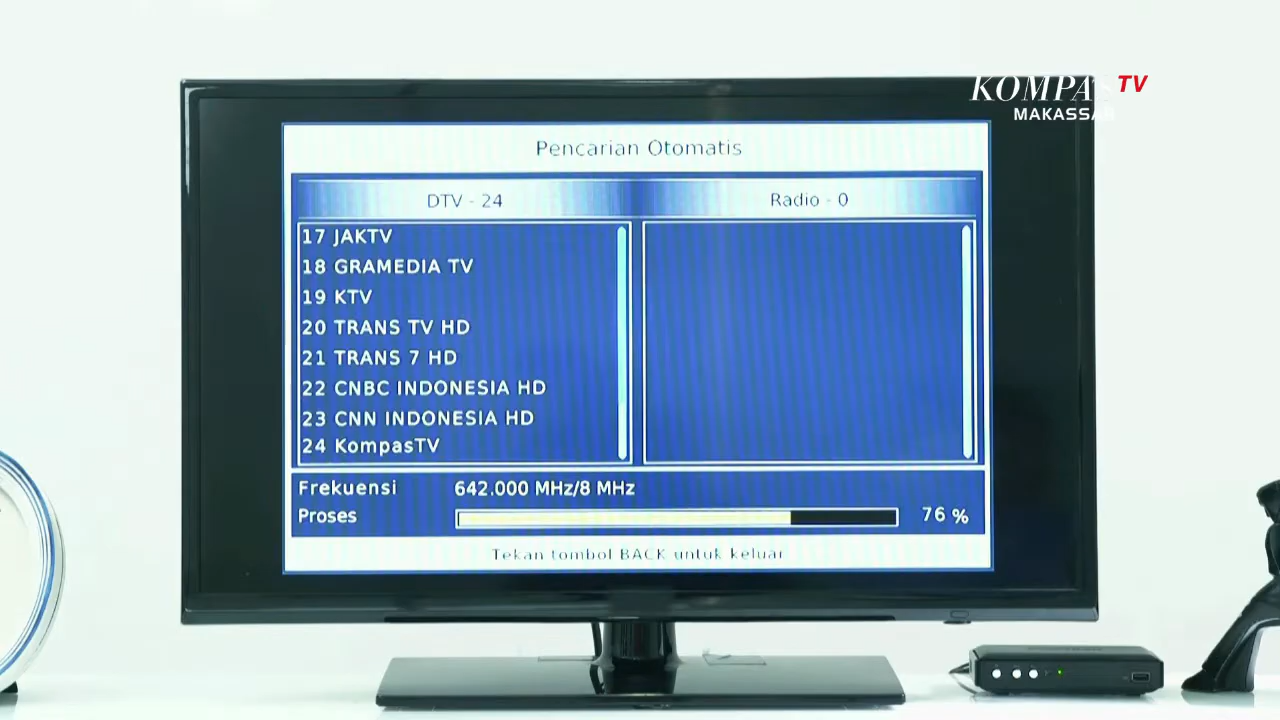 KOMPAS TV
MAKASSAR
Pencarian Otomatis
DTV - 24
Radio - 0
17 JAKTV
18 GRAMEDIA TV
19 KTV
20 TRANS TV HD
21 TRANS 7 HD
22 CNBC INDONESIA HD
23 CNN INDONESIA HD
24 KompasTV
Frekuensi 642.000 MHz/8 MHz
Proses 76 %
Tekan tombol BACK untuk keluar